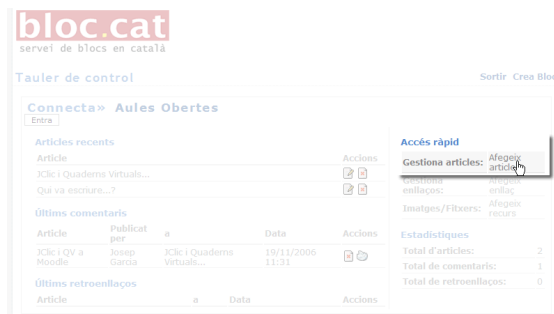 bloc.cat
servei de blocs en català
Tauler de control
Sortir Crea Bloc
Connecta» Aules Obertes
Entra
Articles recents
Article Accions
JClic i Quaderns Virtuals...
Qui va escriure...?
Últims comentaris
Article Publicat per a Data Accions
JClic i QV a Moodle Josep Garcia JClic i Quaderns Virtuals... 19/11/2006 11:31
Últims retroenllaços
Article a Data Accions
Accés ràpid
Gestiona articles: Afegeix article
Gestiona enllaços: Afegeix enllaç
Imatges/Fitxers: Afegeix recurs
Estadístiques
Total d'articles: 2
Total de comentaris: 1
Total de retroenllaços: 0